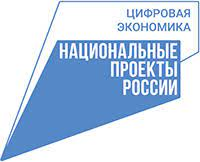 ЦИФРОВАЯ
ЭКОНОМИКА
НАЦИОНАЛЬНЫЕ
ПРОЕКТЫ
РОССИИ